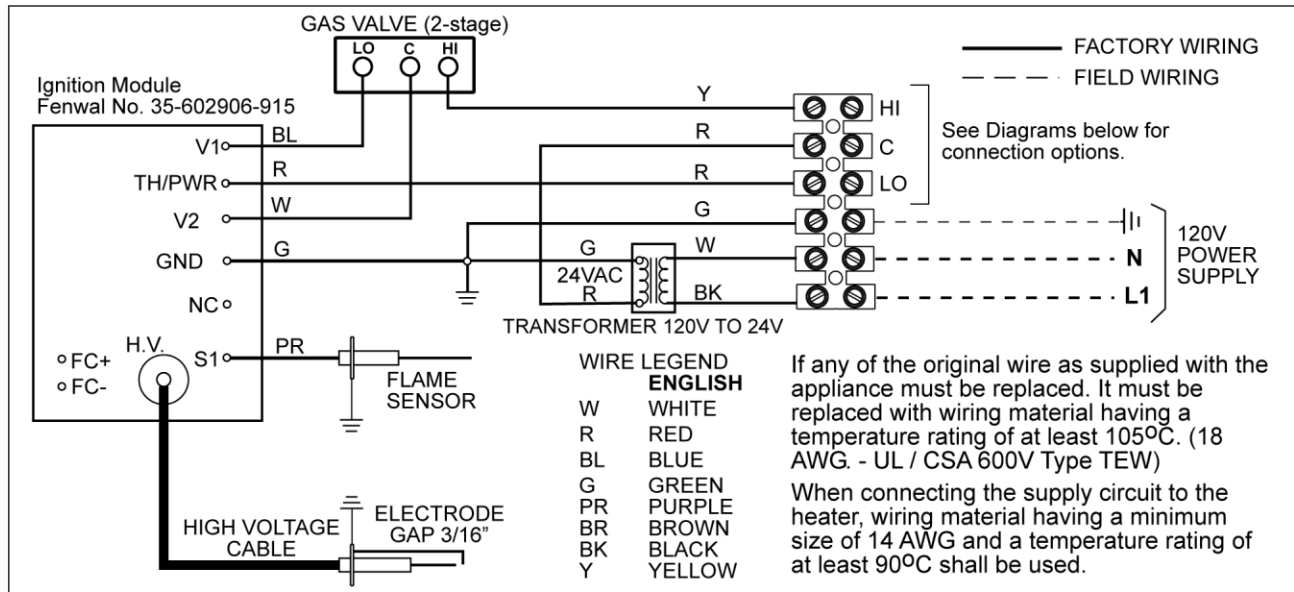 GAS VALVE (2-stage)
LO C HI
FACTORY WIRING
FIELD WIRING
Ignition Module
Fenwal No. 35-602906-915
V1 BL
TH/PWR R
V2 W
GND G
NC
H.V.
S1 PR
FC+
FC-
FLAME
SENSOR
HIGH VOLTAGE
CABLE
ELECTRODE
GAP 3/16”
Y HI
R C
R LO
See Diagrams below for
connection options.
G
G W N
24VAC
R BK L1
120V
POWER
SUPPLY
TRANSFORMER 120V TO 24V
WIRE LEGEND
ENGLISH
W WHITE
R RED
BL BLUE
G GREEN
PR PURPLE
BR BROWN
BK BLACK
Y YELLOW
If any of the original wire as supplied with the
appliance must be replaced. It must be
replaced with wiring material having a
temperature rating of at least 105ºC. (18
AWG. - UL / CSA 600V Type TEW)
When connecting the supply circuit to the
heater, wiring material having a minimum
size of 14 AWG and a temperature rating of
at least 90ºC shall be used.